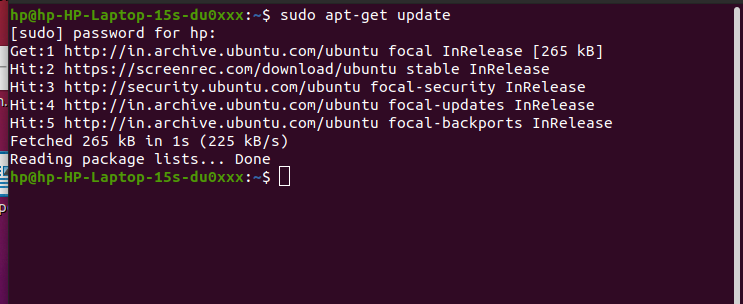 hp@hp-HP-Laptop-15s-du0xxx:~$ sudo apt-get update
[sudo] password for hp:
Get:1 http://in.archive.ubuntu.com/ubuntu focal InRelease [265 kB]
Hit:2 https://screenrec.com/download/ubuntu stable InRelease
Hit:3 http://security.ubuntu.com/ubuntu focal-security InRelease
Hit:4 http://in.archive.ubuntu.com/ubuntu focal-updates InRelease
Hit:5 http://in.archive.ubuntu.com/ubuntu focal-backports InRelease
Fetched 265 kB in 1s (225 kB/s)
Reading package lists... Done
hp@hp-HP-Laptop-15s-du0xxx:~$